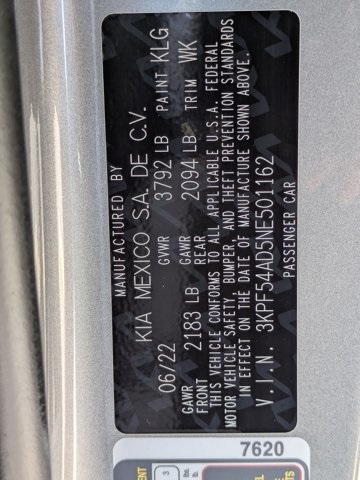 MANUFACTURED BY
KIA MEXICO S.A. DE C.V.
06/22 GVWR 3792 LB PAINT KLG
GAWR FRONT 2183 LB GAWR REAR 2094 LB TRIM WK
THIS VEHICLE CONFORMS TO ALL APPLICABLE U.S.A. FEDERAL
MOTOR VEHICLE SAFETY, BUMPER, AND THEFT PREVENTION STANDARDS
IN EFFECT ON THE DATE OF MANUFACTURE SHOWN ABOVE.
V.I.N. 3KPF54AD5NE501162
PASSENGER CAR
7620